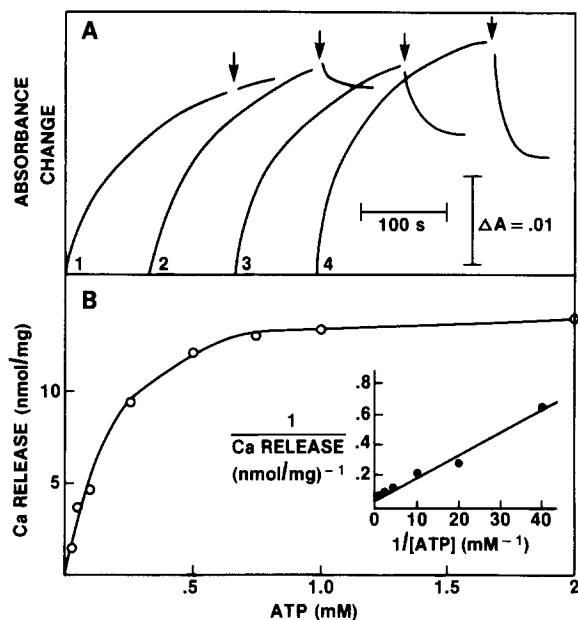 A
ABSORBANCE
CHANGE
1
2
3
4
100 s
ΔA = .01
B
Ca RELEASE (nmol/mg)
10
5
.5
1.0
1.5
2
ATP (mM)
1
Ca RELEASE
(nmol/mg)⁻¹
.8
.6
.4
.2
0
10
20
30
40
1/[ATP] (mM⁻¹)